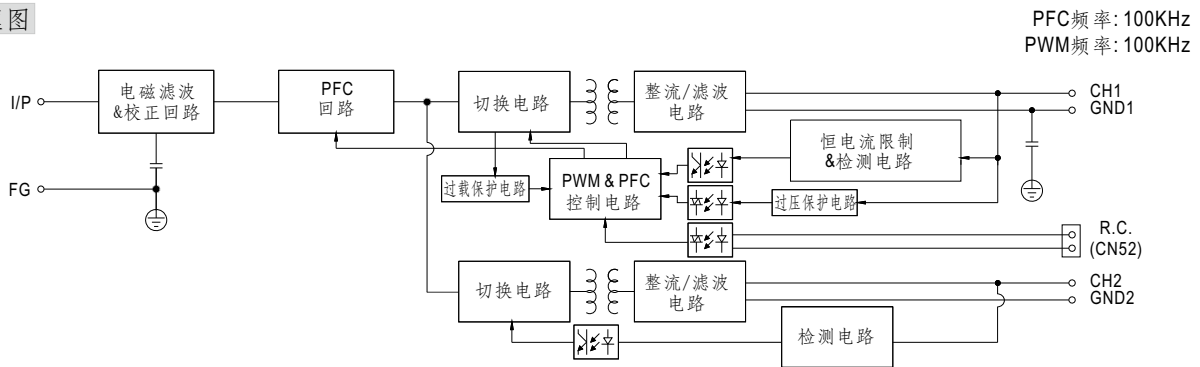 图
PFC频率: 100KHz
PWM频率: 100KHz
I/P
电磁滤波
&校正回路
PFC
回路
切换电路
整流/滤波
电路
CH1
GND1
恒电流限制
&检测电路
FG
过载保护电路
PWM & PFC
控制电路
过压保护电路
R.C.
(CN52)
切换电路
整流/滤波
电路
CH2
GND2
检测电路